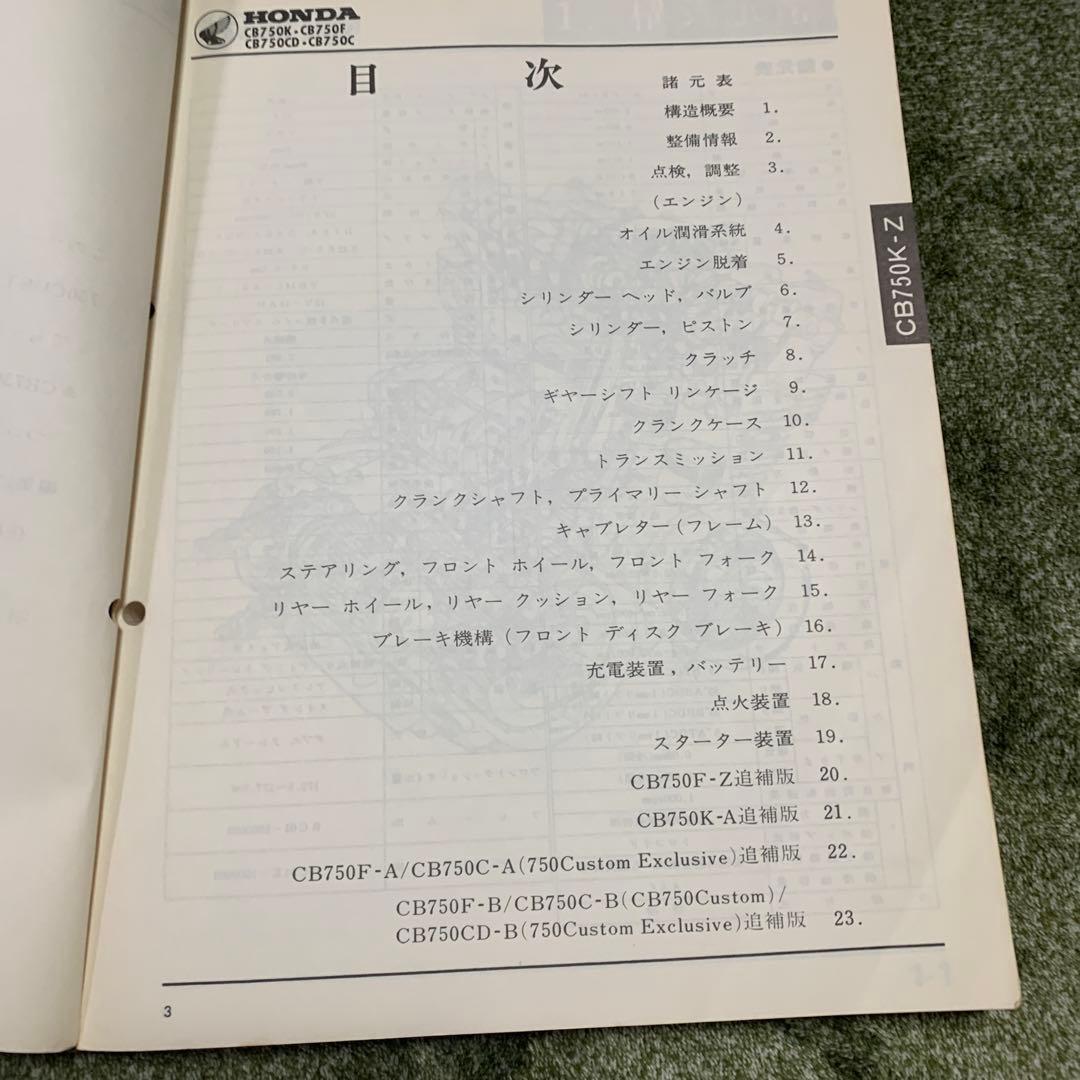 HONDA
CB750K・CB750F
CB750CD・CB750C
目 次
諸 元 表
構造概要 1.
整備情報 2.
点検, 調整 3.
(エンジン)
オイル潤滑系統 4.
エンジン脱着 5.
シリンダー ヘッド, バルブ 6.
シリンダー, ピストン 7.
クラッチ 8.
ギヤーシフト リンケージ 9.
クランクケース 10.
トランスミッション 11.
クランクシャフト, プライマリー シャフト 12.
キャブレター(フレーム) 13.
ステアリング, フロント ホイール, フロント フォーク 14.
リヤー ホイール, リヤー クッション, リヤー フォーク 15.
ブレーキ機構 (フロント ディスク ブレーキ) 16.
充電装置, バッテリー 17.
点火装置 18.
スターター装置 19.
CB750F-Z追補版 20.
CB750K-A追補版 21.
CB750F-A/CB750C-A(750Custom Exclusive)追補版 22.
CB750F-B/CB750C-B(CB750Custom)/
CB750CD-B(750Custom Exclusive)追補版 23.
3
CB750K-Z